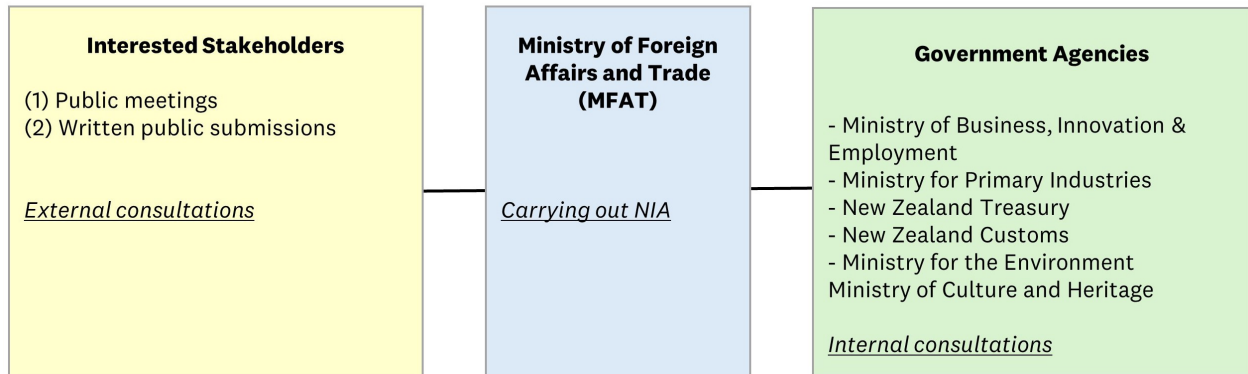 Interested Stakeholders
(1) Public meetings
(2) Written public submissions
External consultations
Ministry of Foreign
Affairs and Trade
(MFAT)
Carrying out NIA
Government Agencies
- Ministry of Business, Innovation &
Employment
- Ministry for Primary Industries
- New Zealand Treasury
- New Zealand Customs
- Ministry for the Environment
Ministry of Culture and Heritage
Internal consultations